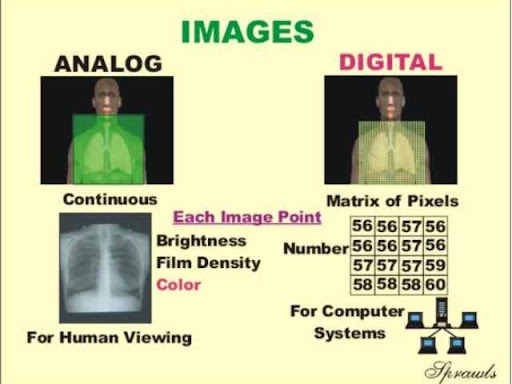 IMAGES
ANALOG
DIGITAL
Continuous
Matrix of Pixels
Each Image Point
Brightness
Film Density
Color
Number
56 56 57 56
56 56 57 56
57 57 57 59
58 58 58 60
For Human Viewing
For Computer
Systems
Sprawls